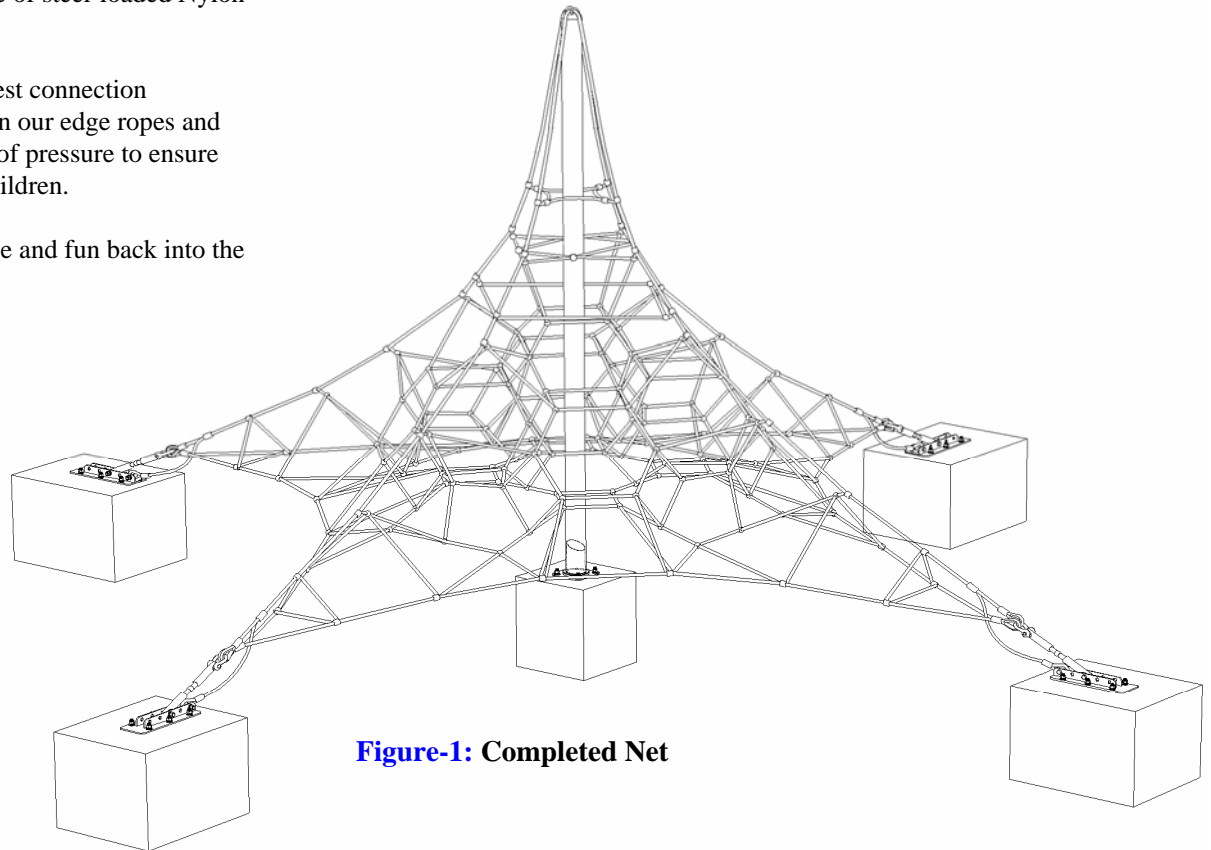 of steel loaded Nylon
est connection
n our edge ropes and
of pressure to ensure
ildren.
e and fun back into the
Figure-1: Completed Net